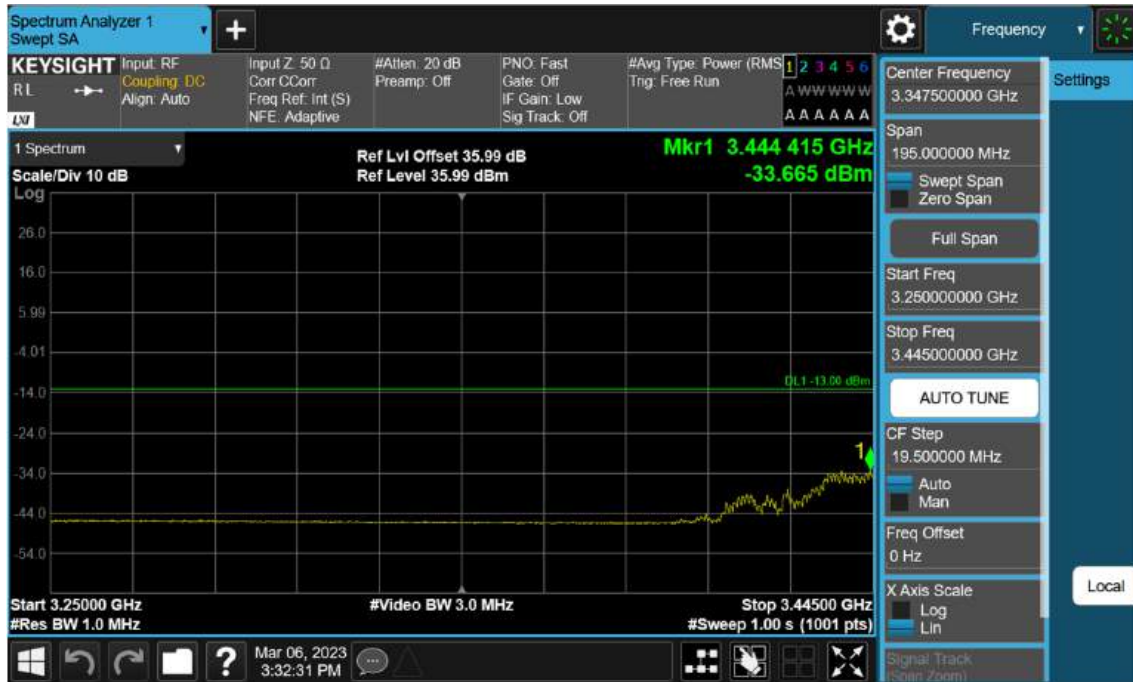 Spectrum Analyzer 1
Swept SA
+
Frequency
KEYSIGHT
RL
LXI
Input: RF
Coupling: DC
Align: Auto
Input Z: 50 Ω
Corr CCorr
Freq Ref: Int (S)
NFE: Adaptive
#Atten: 20 dB
Preamp: Off
PNO: Fast
Gate: Off
IF Gain: Low
Sig Track: Off
#Avg Type: Power (RMS
Trig: Free Run
1 2 3 4 5 6
A W W W W W
A A A A A A
1 Spectrum
Scale/Div 10 dB
Ref Lvl Offset 35.99 dB
Ref Level 35.99 dBm
Mkr1 3.444 415 GHz
-33.665 dBm
Log
26.0
16.0
5.99
-4.01
-14.0
-24.0
-34.0
-44.0
-54.0
DL1 -13.00 dBm
1
Start 3.25000 GHz
#Res BW 1.0 MHz
#Video BW 3.0 MHz
Stop 3.44500 GHz
#Sweep 1.00 s (1001 pts)
Center Frequency
3.347500000 GHz
Span
195.000000 MHz
Swept Span
Zero Span
Full Span
Start Freq
3.250000000 GHz
Stop Freq
3.445000000 GHz
AUTO TUNE
CF Step
19.500000 MHz
Auto
Man
Freq Offset
0 Hz
X Axis Scale
Log
Lin
Signal Track
(Span Zoom)
Settings
Local
?
Mar 06, 2023
3:32:31 PM